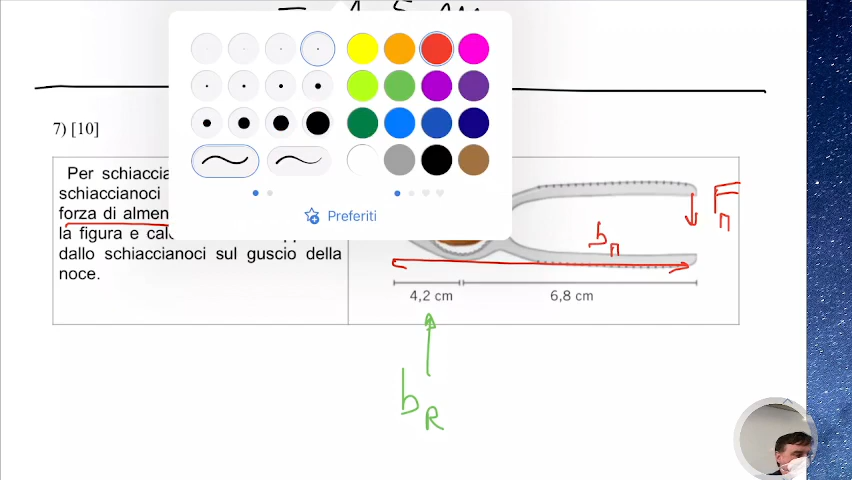 7) [10]
Per schiaccia
schiaccianoci
forza di almen
la figura e calc
dallo schiaccianoci sul guscio della
noce.
Preferiti
F m
b m
4,2 cm
6,8 cm
b R